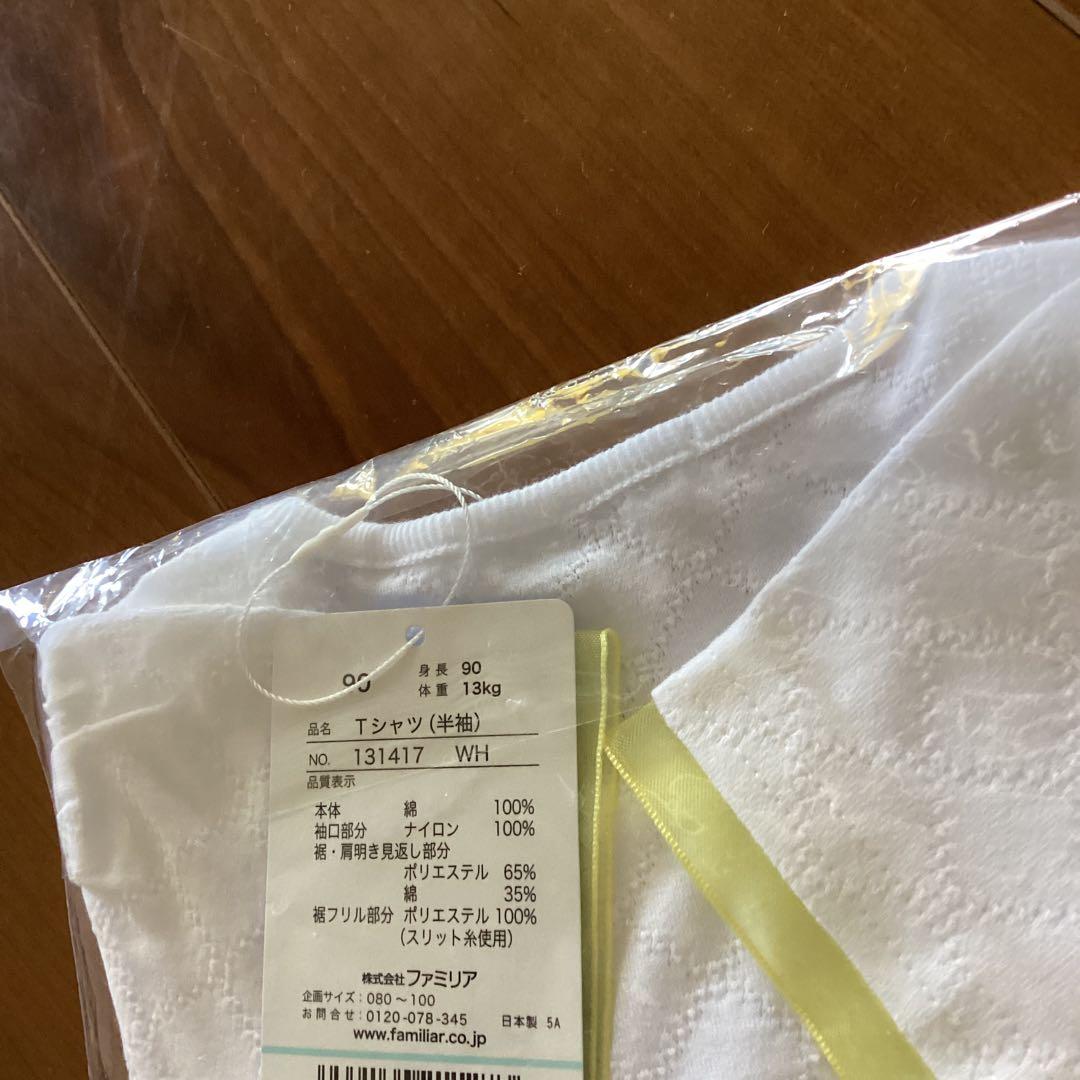 90 身長 90
体重 13kg
品名 Tシャツ(半袖)
NO. 131417 WH
品質表示
本体 綿 100%
袖口部分 ナイロン 100%
裾・肩明き見返し部分
ポリエステル 65%
綿 35%
裾フリル部分 ポリエステル 100%
(スリット糸使用)
株式会社 ファミリア
企画サイズ:080〜100
お問合せ:0120-078-345 日本製 5A
www.familiar.co.jp